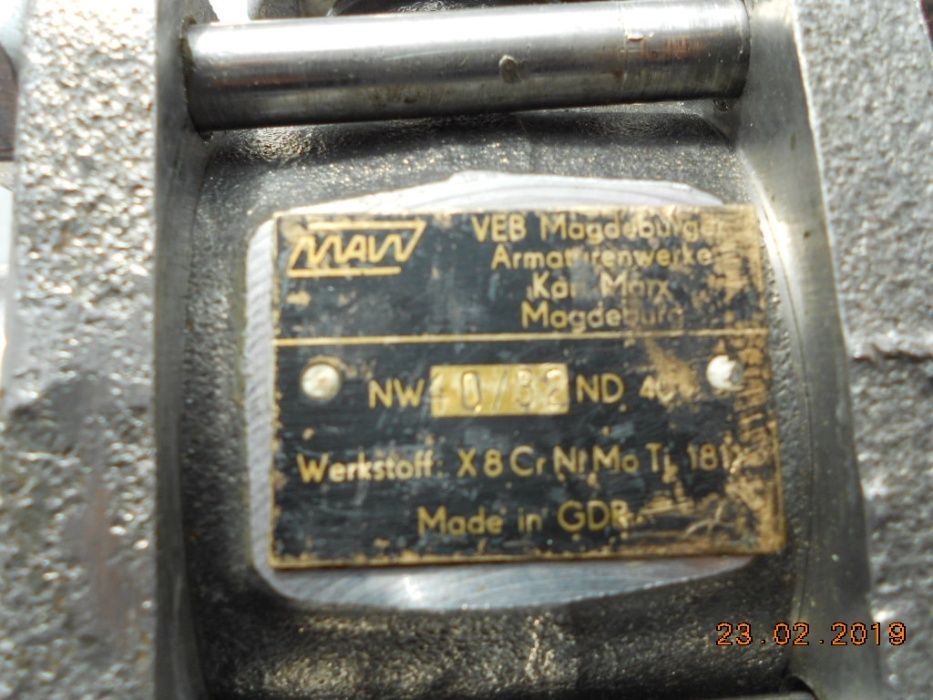 MAW
VEB Magdeburger
Armaturenwerke
Karl Marx
Magdeburg
NW 40/32 ND 40
Werkstoff: X 8 Cr Ni Mo Ti
Made in GDR
23.02.2019